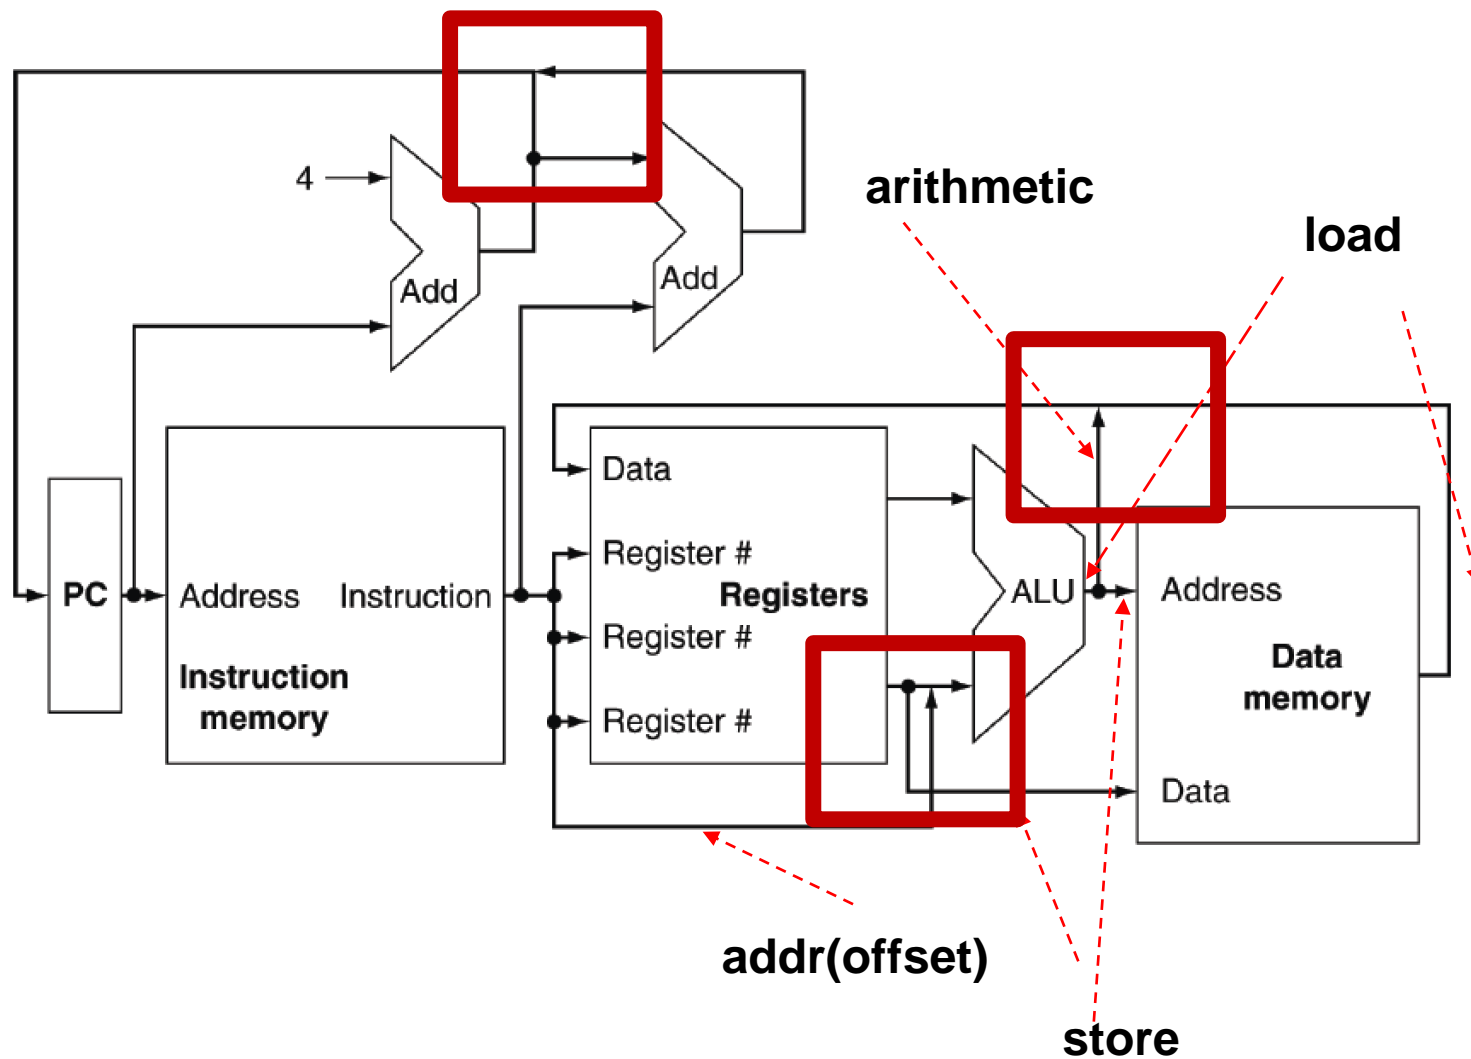 4
Add
Add
arithmetic
load
PC
Address
Instruction
Instruction
memory
Data
Register #
Registers
Register #
Register #
ALU
Address
Data
memory
Data
addr(offset)
store